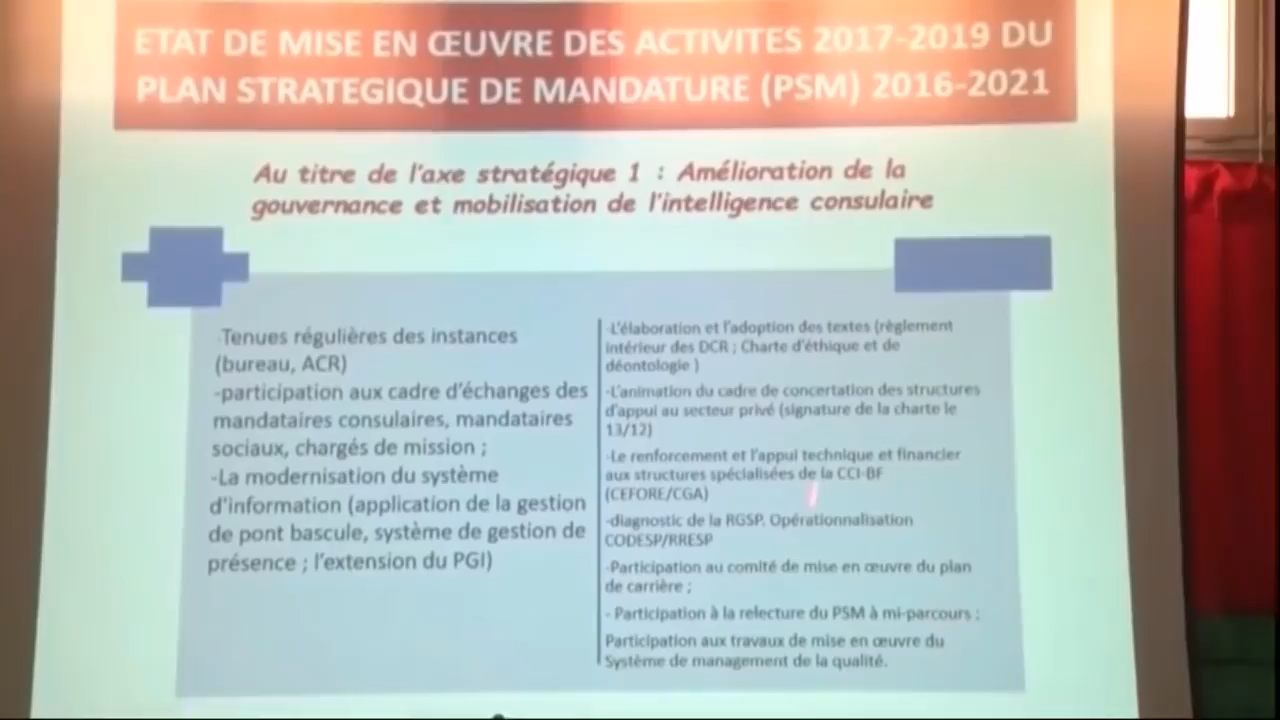 ETAT DE MISE EN ŒUVRE DES ACTIVITES 2017-2019 DU
PLAN STRATEGIQUE DE MANDATURE (PSM) 2016-2021
Au titre de l'axe stratégique 1 : Amélioration de la
gouvernance et mobilisation de l'intelligence consulaire
-Tenues régulières des instances
(bureau, ACR)
-participation aux cadre d'échanges des
mandataires consulaires, mandataires
sociaux, chargés de mission ;
-La modernisation du système
d'information (application de la gestion
de pont bascule, système de gestion de
présence ; l'extension du PGI)
-L'élaboration et l'adoption des textes (règlement
intérieur des DCR ; Charte d'éthique et de
déontologie )
-L'animation du cadre de concertation des structures
d'appui au secteur privé (signature de la charte le
13/12)
-Le renforcement et l'appui technique et financier
aux structures spécialisées de la CCI-BF
(CEFORE/CGA)
-diagnostic de la RGSP. Opérationnalisation
CODESP/RRESP
-Participation au comité de mise en œuvre du plan
de carrière ;
- Participation à la relecture du PSM à mi-parcours ;
Participation aux travaux de mise en œuvre du
Système de management de la qualité.